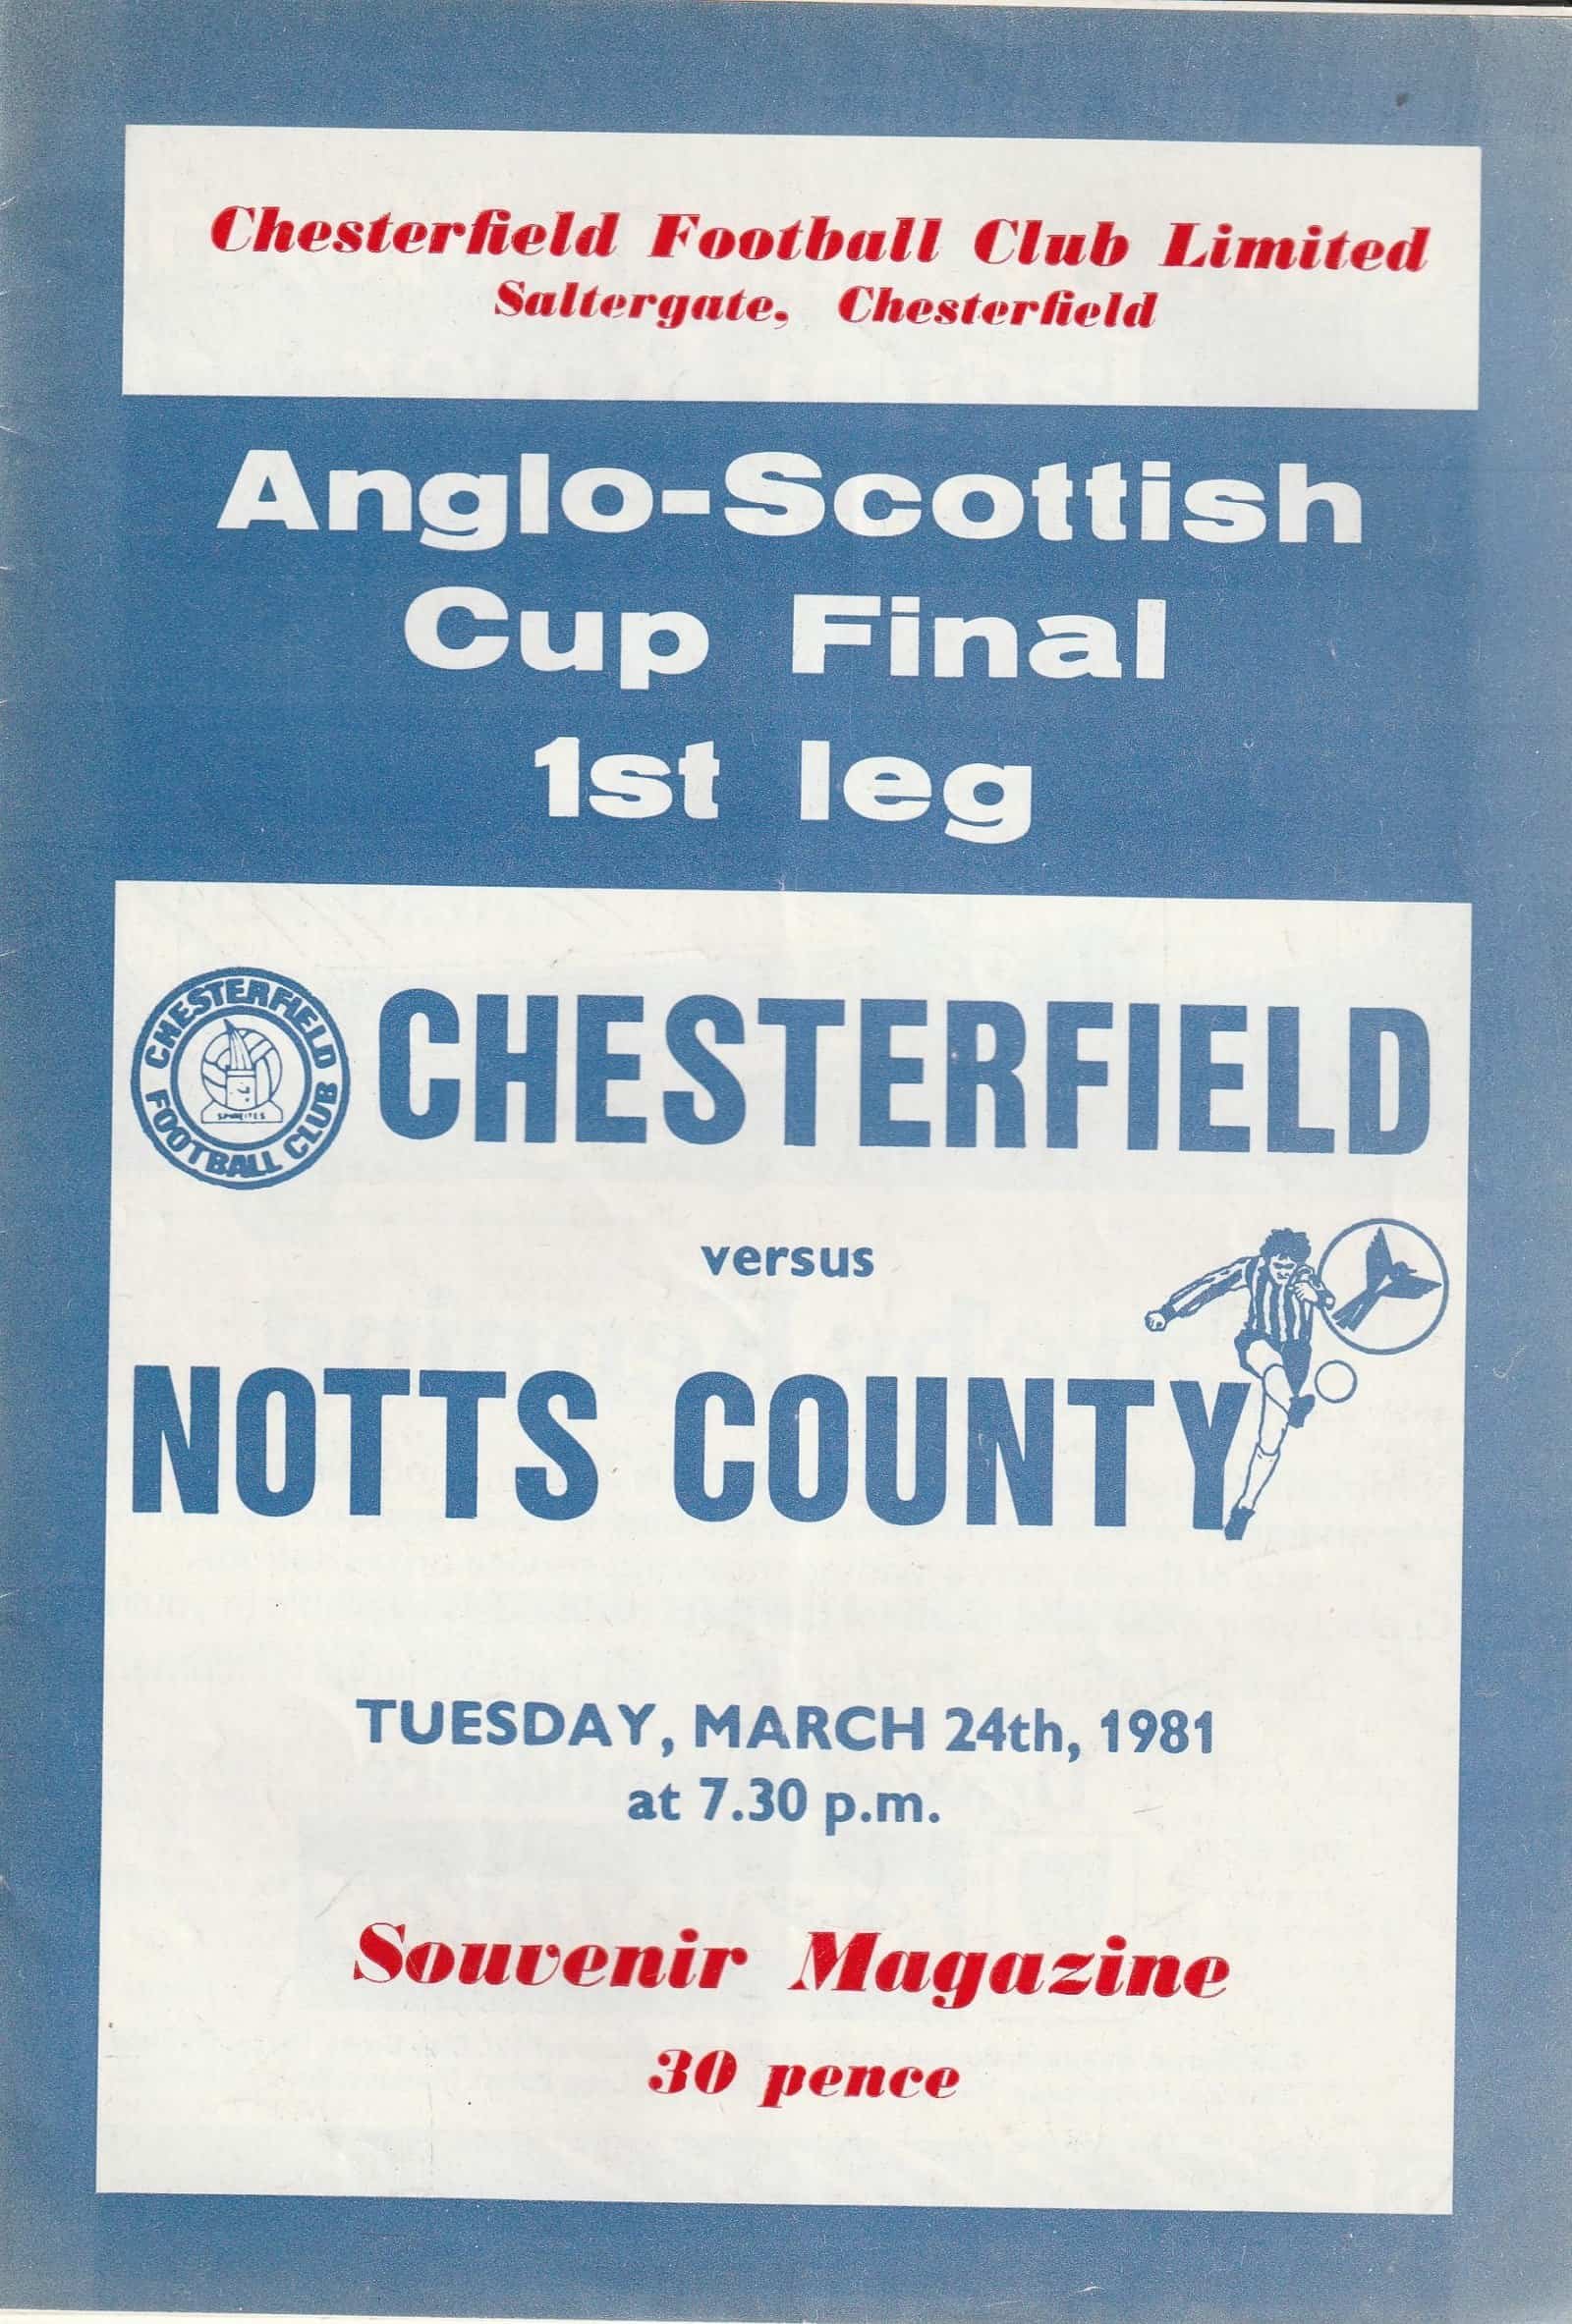 Chesterfield Football Club Limited
Saltergate, Chesterfield
Anglo-Scottish
Cup Final
1st leg
CHESTERFIELD FOOTBALL CLUB
SPIREITES
CHESTERFIELD
versus
NOTTS COUNTY
TUESDAY, MARCH 24th, 1981
at 7.30 p.m.
Souvenir Magazine
30 pence